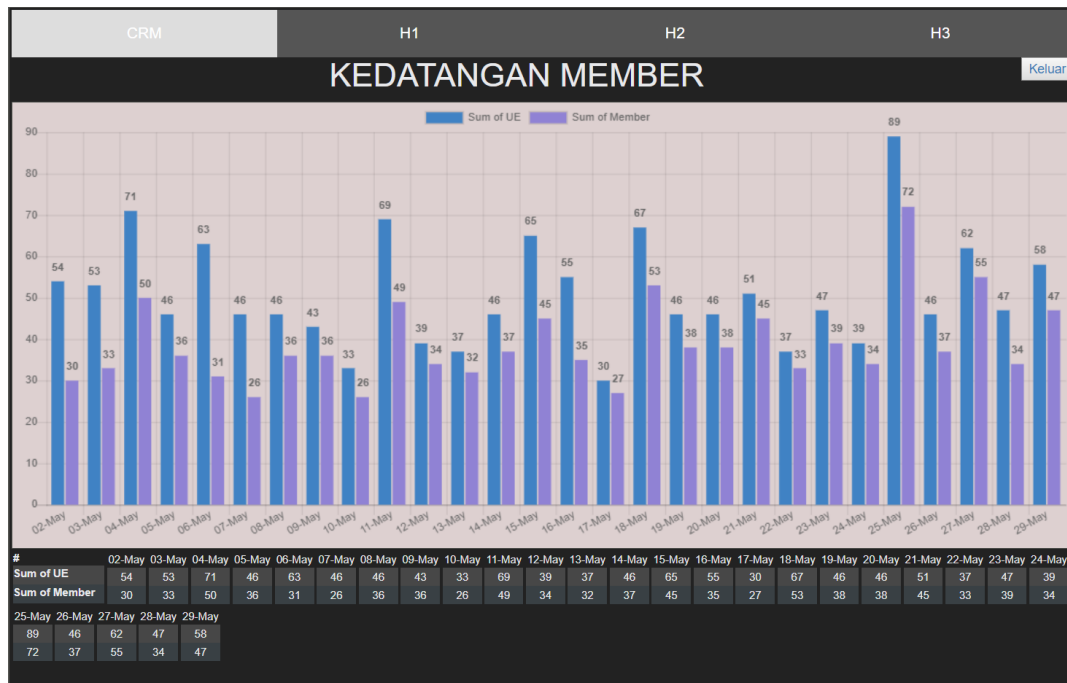 CRM H1 H2 H3
KEDATANGAN MEMBER
Keluar
Sum of UE Sum of Member
90
80
70
60
50
40
30
20
10
0
54 30 53 33 71 50 46 36 63 31 46 26 46 36 43 36 33 26 69 49 39 34 37 32 46 37 65 45 55 35 30 27 67 53 46 38 46 38 51 45 37 33 47 39 39 34 89 72 46 37 62 55 47 34 58 47
02-May 03-May 04-May 05-May 06-May 07-May 08-May 09-May 10-May 11-May 12-May 13-May 14-May 15-May 16-May 17-May 18-May 19-May 20-May 21-May 22-May 23-May 24-May 25-May 26-May 27-May 28-May 29-May
# 02-May 03-May 04-May 05-May 06-May 07-May 08-May 09-May 10-May 11-May 12-May 13-May 14-May 15-May 16-May 17-May 18-May 19-May 20-May 21-May 22-May 23-May 24-May
Sum of UE 54 53 71 46 63 46 46 43 33 69 39 37 46 65 55 30 67 46 46 51 37 47 39
Sum of Member 30 33 50 36 31 26 36 36 26 49 34 32 37 45 35 27 53 38 38 45 33 39 34
25-May 26-May 27-May 28-May 29-May
89 46 62 47 58
72 37 55 34 47